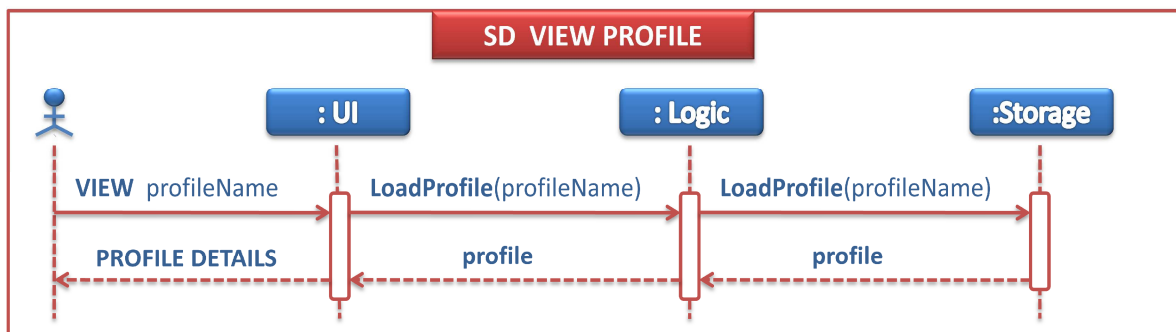 SD VIEW PROFILE
: UI
: Logic
:Storage
VIEW profileName
LoadProfile(profileName)
LoadProfile(profileName)
PROFILE DETAILS
profile
profile